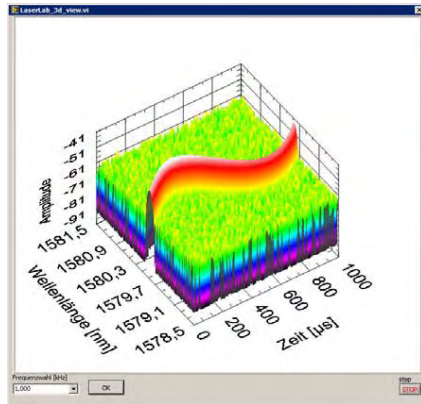 LaserLab_3d_view.vi
Amplitude
-41
-51
-61
-71
-81
-91
1581,5
1580,9
1580,3
1579,7
1579,1
1578,5
Wellenlänge [nm]
0
200
400
600
800
1000
Zeit [µs]
Frequenzwahl [kHz]
1,000
OK
stop
STOP